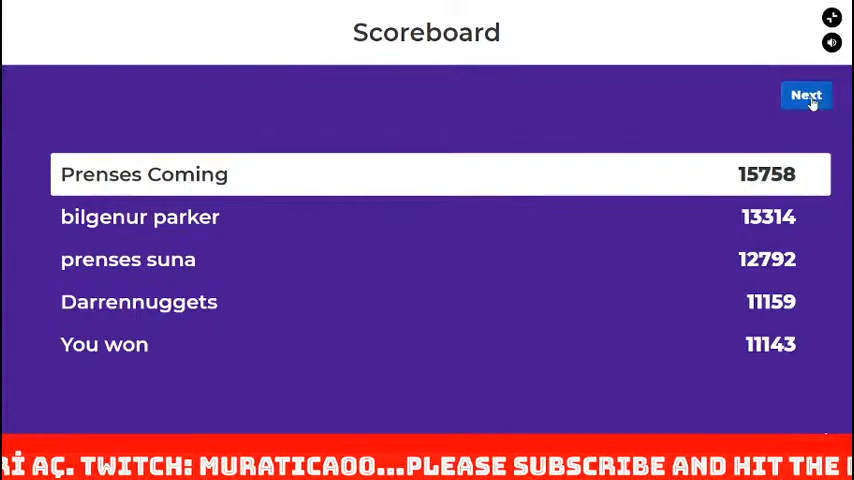 Scoreboard
Next
Prenses Coming 15758
bilgenur parker 13314
prenses suna 12792
Darrennuggets 11159
You won 11143
Rİ AÇ. TWITCH: MURATICA00...PLEASE SUBSCRIBE AND HIT THE